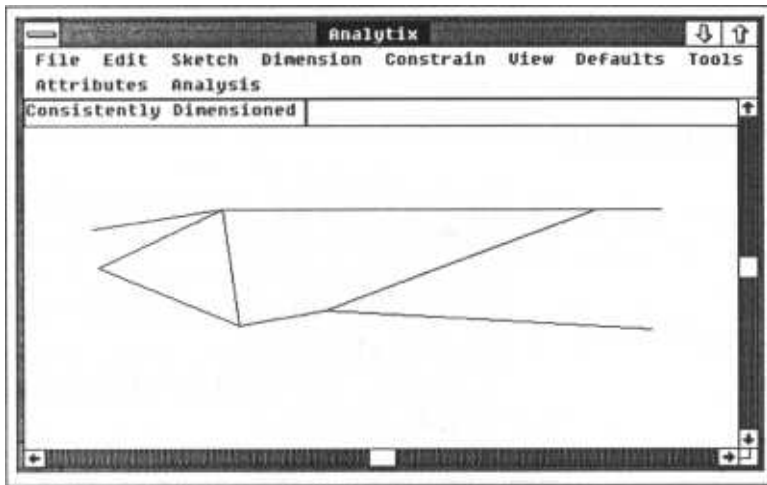 Analytix
File Edit Sketch Dimension Constrain View Defaults Tools
Attributes Analysis
Consistently Dimensioned